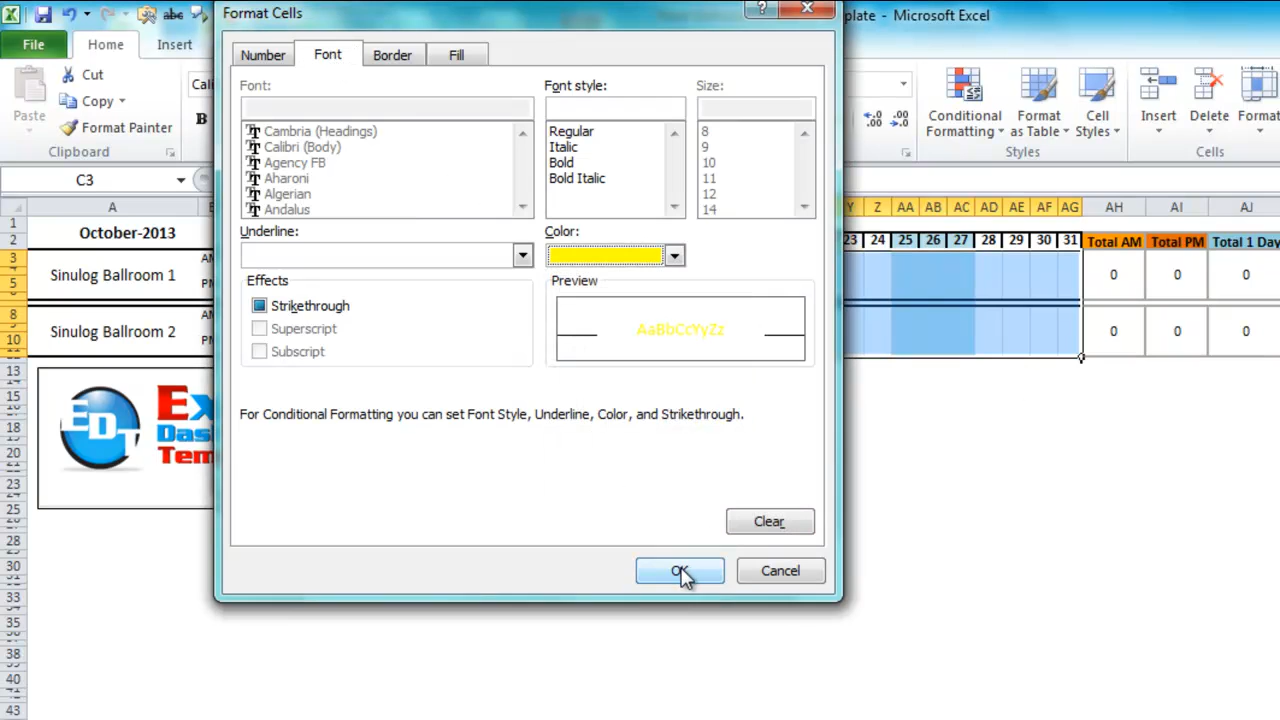 Format Cells
plate - Microsoft Excel
File Home Insert
Number Font Border Fill
Cut
Copy
Format Painter
Paste
Clipboard
Cali
B
Font: Font style: Size:
Cambria (Headings) Regular 8
Calibri (Body) Italic 9
Agency FB Bold 10
Aharoni Bold Italic 11
Algerian 12
Andalus 14
Underline: Color:
Effects Preview
Strikethrough
Superscript
Subscript
AaBbCcYyZz
For Conditional Formatting you can set Font Style, Underline, Color, and Strikethrough.
Clear
OK Cancel
Conditional Formatting
Format as Table
Cell Styles
Styles
Insert Delete Format
Cells
C3
A Y Z AA AB AC AD AE AF AG AH AI AJ
1
2 October-2013 23 24 25 26 27 28 29 30 31 Total AM Total PM Total 1 Day
3
5 Sinulog Ballroom 1 0 0 0
8
10 Sinulog Ballroom 2 0 0 0
13
15
18
20
23
25
28
30
33
35
38
40
43
EDT
Ex
Das
Tem